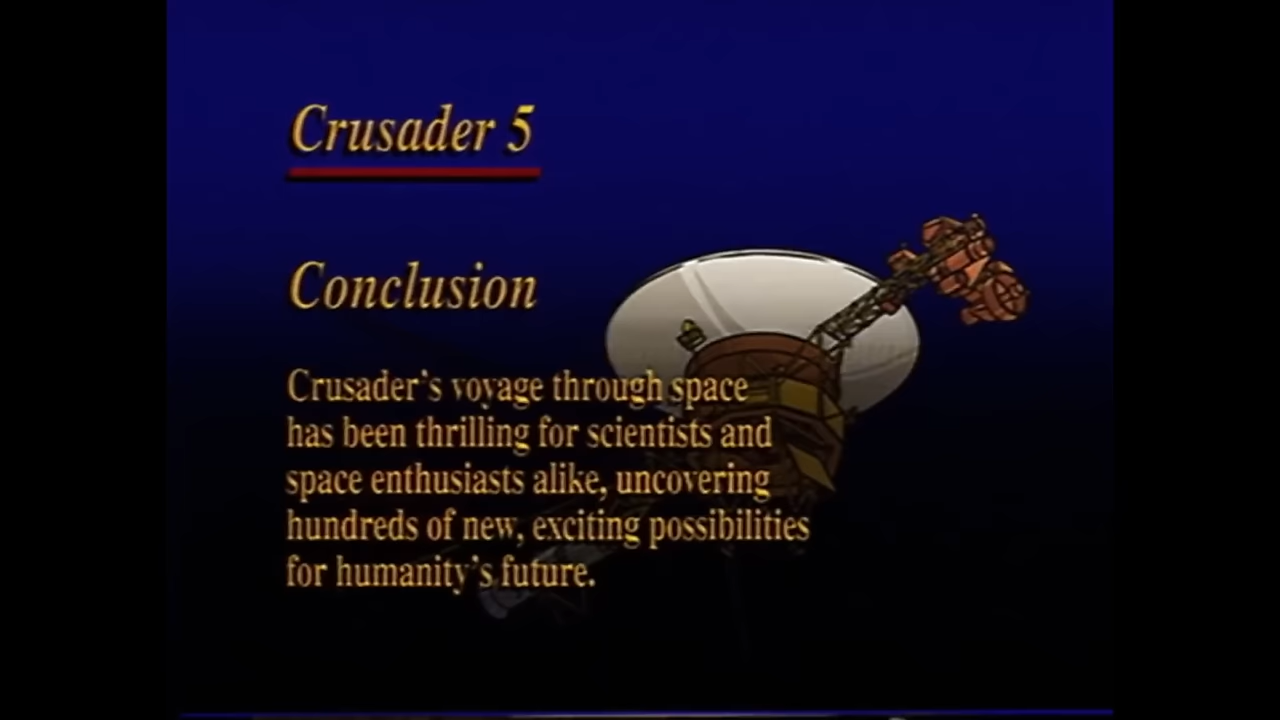 Crusader 5
Conclusion
Crusader's voyage through space
has been thrilling for scientists and
space enthusiasts alike, uncovering
hundreds of new, exciting possibilities
for humanity's future.